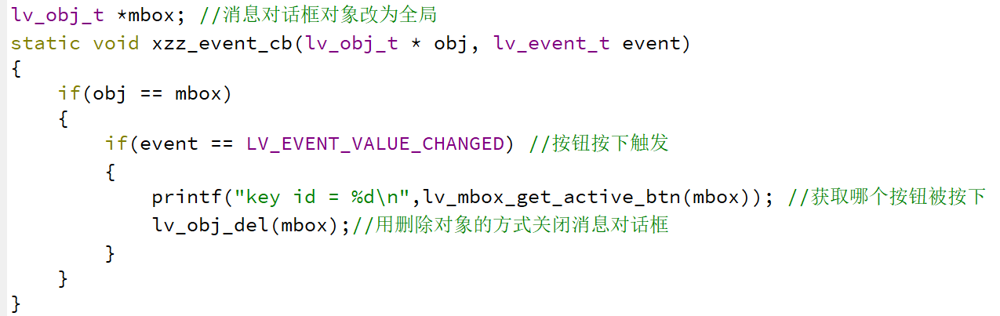 lv_obj_t *mbox; //消息对话框对象改为全局
static void xzz_event_cb(lv_obj_t * obj, lv_event_t event)
{
    if(obj == mbox)
    {
        if(event == LV_EVENT_VALUE_CHANGED) //按钮按下触发
        {
            printf("key id = %d\n",lv_mbox_get_active_btn(mbox)); //获取哪个按钮被按下
            lv_obj_del(mbox);//用删除对象的方式关闭消息对话框
        }
    }
}